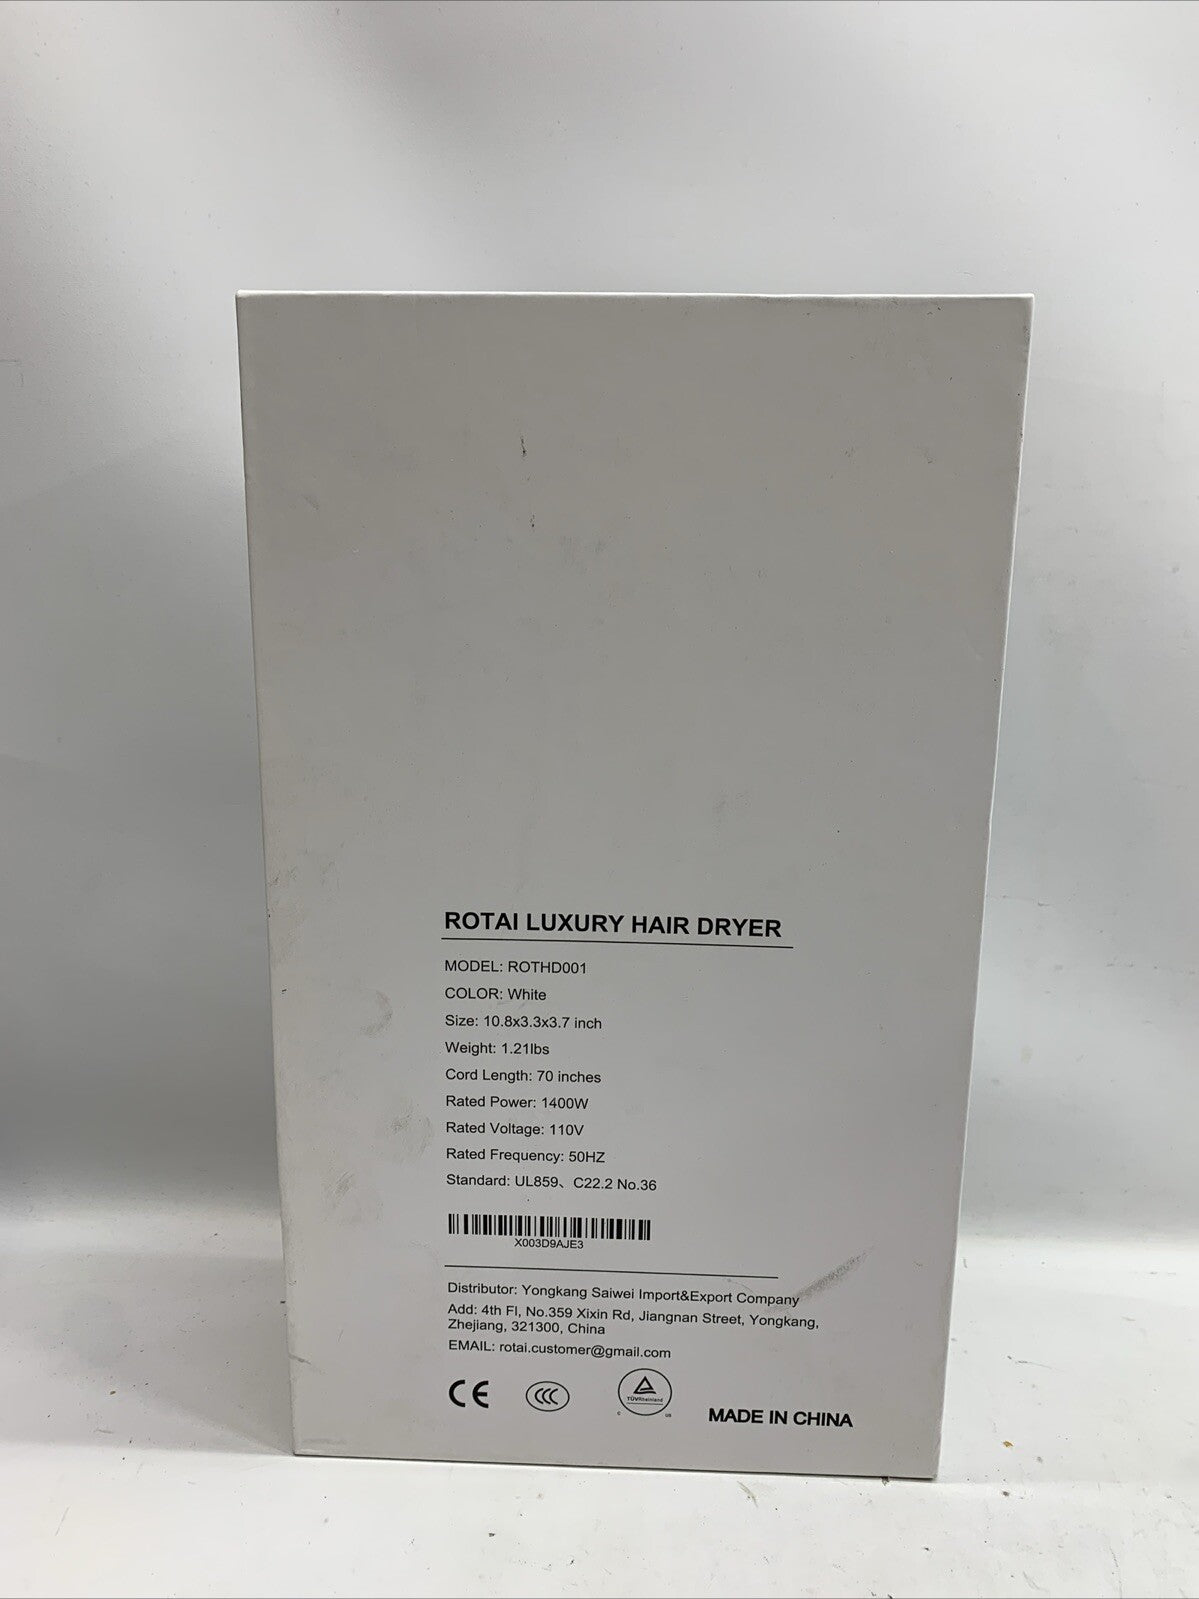 ROTAI LUXURY HAIR DRYER
MODEL: ROTHD001
COLOR: White
Size: 10.8x3.3x3.7 inch
Weight: 1.21lbs
Cord Length: 70 inches
Rated Power: 1400W
Rated Voltage: 110V
Rated Frequency: 50HZ
Standard: UL859、 C22.2 No.36
X003D9AJE3
Distributor: Yongkang Saiwei Import&Export Company
Add: 4th Fl, No.359 Xixin Rd, Jiangnan Street, Yongkang,
Zhejiang, 321300, China
EMAIL: rotai.customer@gmail.com
CE CCC TÜVRheinland
C US
MADE IN CHINA